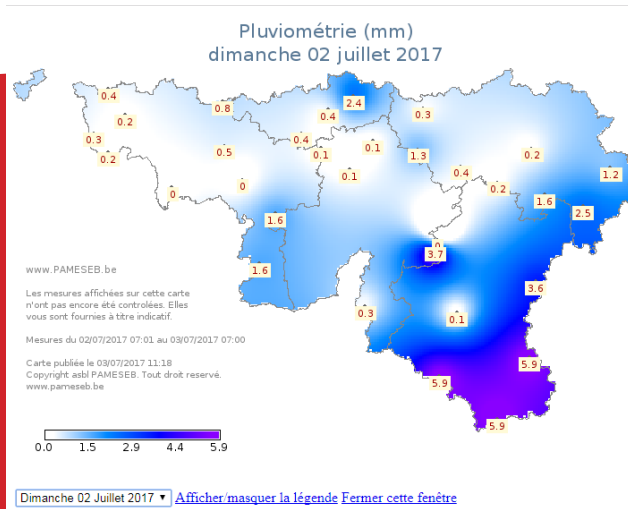 Pluviométrie (mm)
dimanche 02 juillet 2017
2.4
0.4
0.8
0.4
0.3
0.2
0.3
0.4
0.1
0.1
0.2
0.5
1.3
0.2
0.1
0.4
1.2
0
0
0.2
1.6
2.5
1.6
0
3.7
1.6
3.6
0.3
0.1
5.9
5.9
5.9
www.PAMESEB.be
Les mesures affichées sur cette carte
n'ont pas encore été controlées. Elles
vous sont fournies à titre indicatif.
Mesures du 02/07/2017 07:01 au 03/07/2017 07:00
Carte publiée le 03/07/2017 11:18
Copyright asbl PAMESEB. Tout droit reservé.
www.pameseb.be
0.0 1.5 2.9 4.4 5.9
Dimanche 02 Juillet 2017 ▼ Afficher/masquer la légende Fermer cette fenêtre